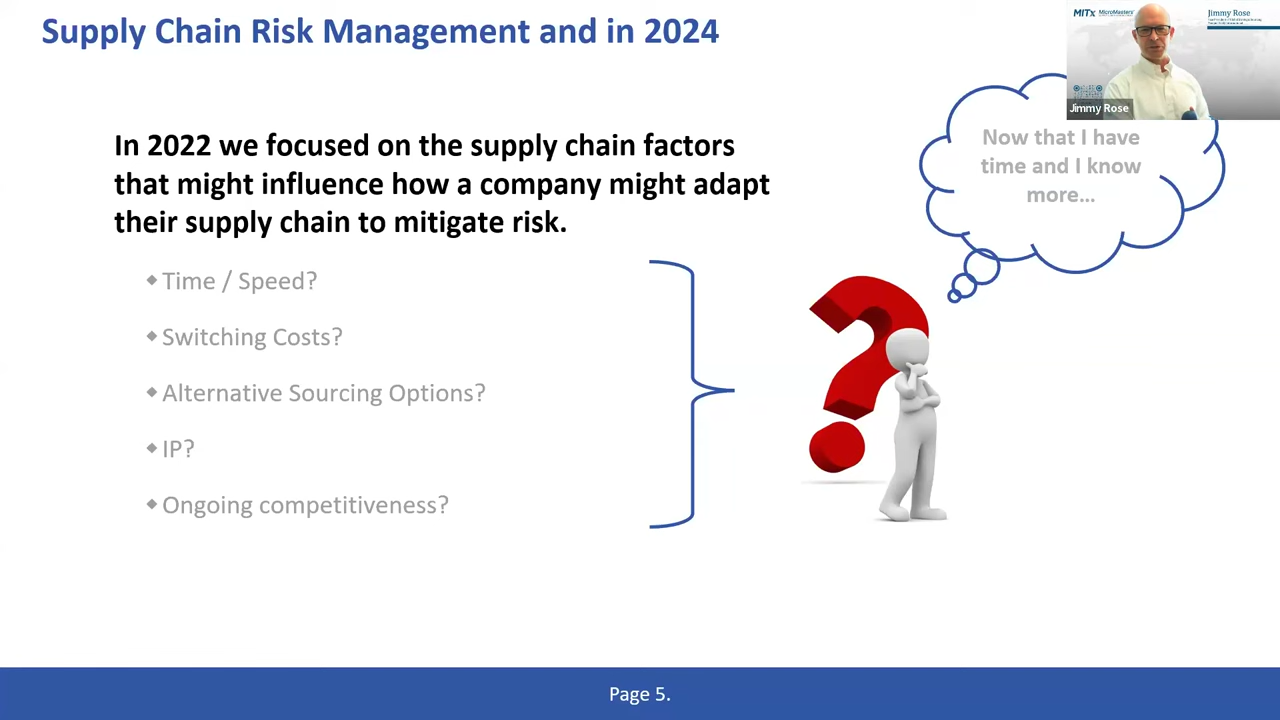 Supply Chain Risk Management and in 2024
MITx MicroMasters
Jimmy Rose
Jimmy Rose
Now that I have
time and I know
more...
In 2022 we focused on the supply chain factors
that might influence how a company might adapt
their supply chain to mitigate risk.
Time / Speed?
Switching Costs?
Alternative Sourcing Options?
IP?
Ongoing competitiveness?
Page 5.